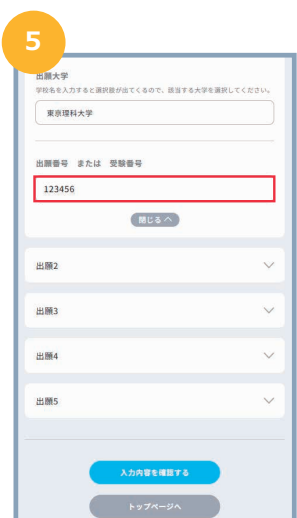 5
出願大学
学校名を入力すると選択肢が出てくるので、該当する大学を選択してください。
東京理科大学
出願番号 または 受験番号
123456
閉じる
出願2
出願3
出願4
出願5
入力内容を確認する
トップページへ